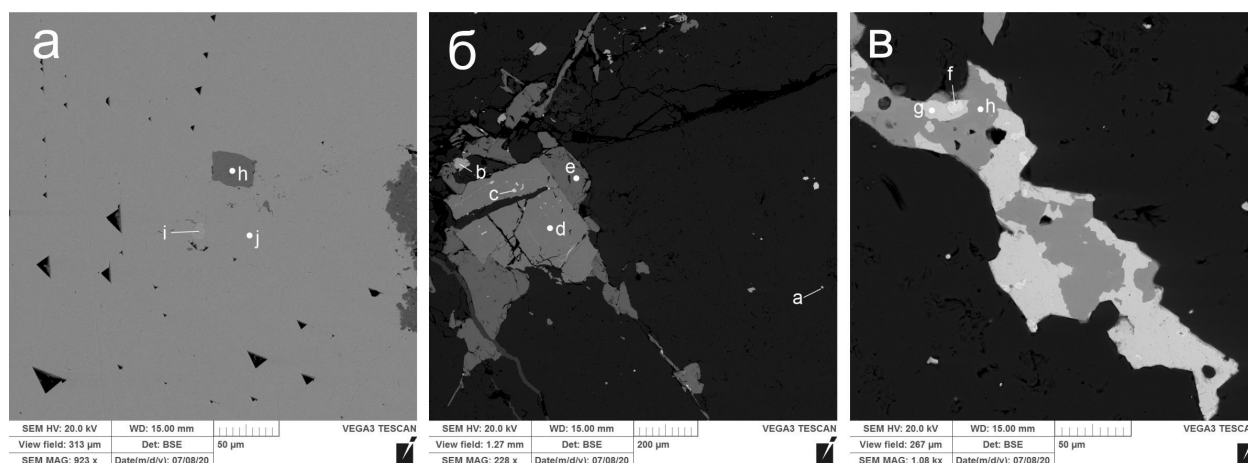 а
h
i
j
SEM HV: 20.0 kV
WD: 15.00 mm
VEGA3 TESCAN
View field: 313 µm
Det: BSE
50 µm
SEM MAG: 923 x
Date(m/d/y): 07/08/20
б
b
e
c
d
a
SEM HV: 20.0 kV
WD: 15.00 mm
VEGA3 TESCAN
View field: 1.27 mm
Det: BSE
200 µm
SEM MAG: 228 x
Date(m/d/y): 07/08/20
в
f
g
h
SEM HV: 20.0 kV
WD: 15.00 mm
VEGA3 TESCAN
View field: 267 µm
Det: BSE
50 µm
SEM MAG: 1.08 kx
Date(m/d/y): 07/08/20